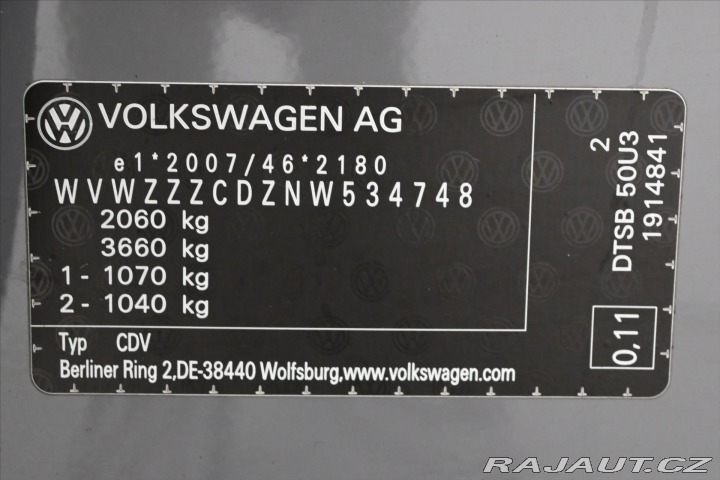 VOLKSWAGEN AG
e1*2007/46*2180
WVWZZZCDZNW534748
2060 kg
3660 kg
1 - 1070 kg
2 - 1040 kg
Typ CDV
Berliner Ring 2,DE-38440 Wolfsburg,www.volkswagen.com
2
DTSB 50U3
1914841
0,11
RAJAUT.CZ